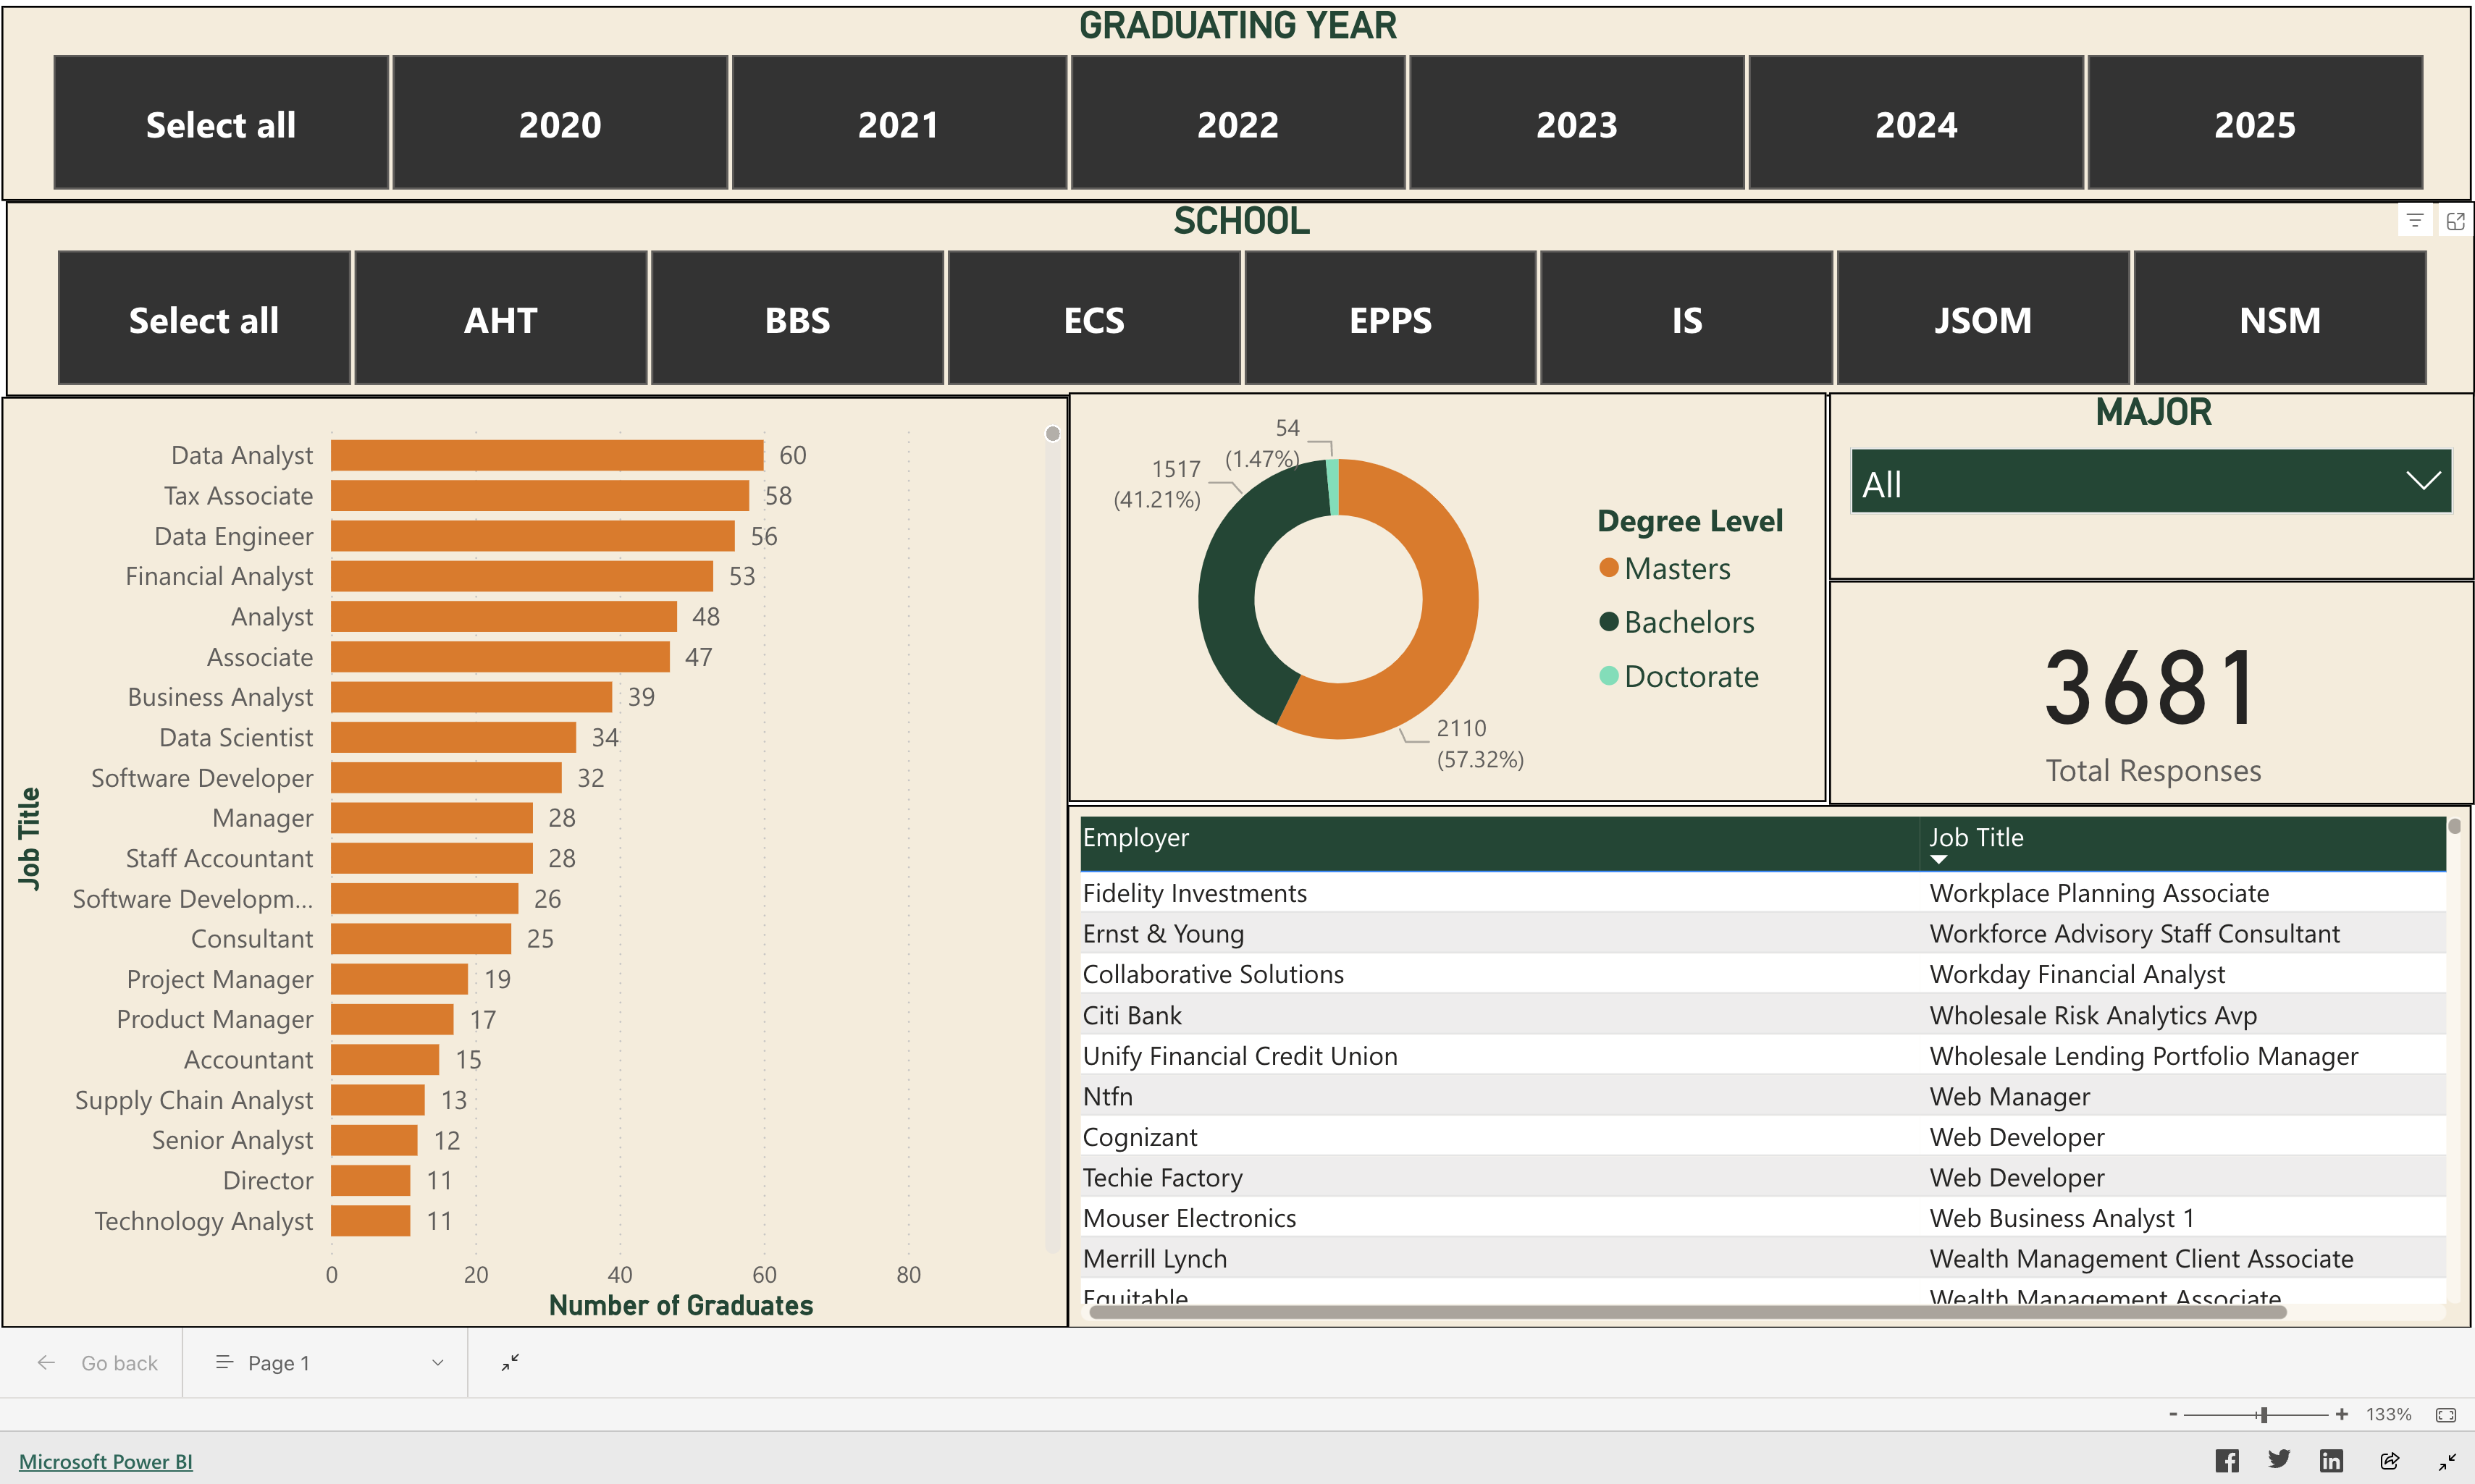 GRADUATING YEAR
Select all
2020
2021
2022
2023
2024
2025
SCHOOL
Select all
AHT
BBS
ECS
EPPS
IS
JSOM
NSM
Job Title
Data Analyst 60
Tax Associate 58
Data Engineer 56
Financial Analyst 53
Analyst 48
Associate 47
Business Analyst 39
Data Scientist 34
Software Developer 32
Manager 28
Staff Accountant 28
Software Developm... 26
Consultant 25
Project Manager 19
Product Manager 17
Accountant 15
Supply Chain Analyst 13
Senior Analyst 12
Director 11
Technology Analyst 11
0 20 40 60 80
Number of Graduates
54
(1.47%)
1517
(41.21%)
2110
(57.32%)
Degree Level
Masters
Bachelors
Doctorate
MAJOR
All
3681
Total Responses
Employer Job Title
Fidelity Investments Workplace Planning Associate
Ernst & Young Workforce Advisory Staff Consultant
Collaborative Solutions Workday Financial Analyst
Citi Bank Wholesale Risk Analytics Avp
Unify Financial Credit Union Wholesale Lending Portfolio Manager
Ntfn Web Manager
Cognizant Web Developer
Techie Factory Web Developer
Mouser Electronics Web Business Analyst 1
Merrill Lynch Wealth Management Client Associate
Equitable Wealth Management Associate
Go back
Page 1
- + 133%
Microsoft Power BI